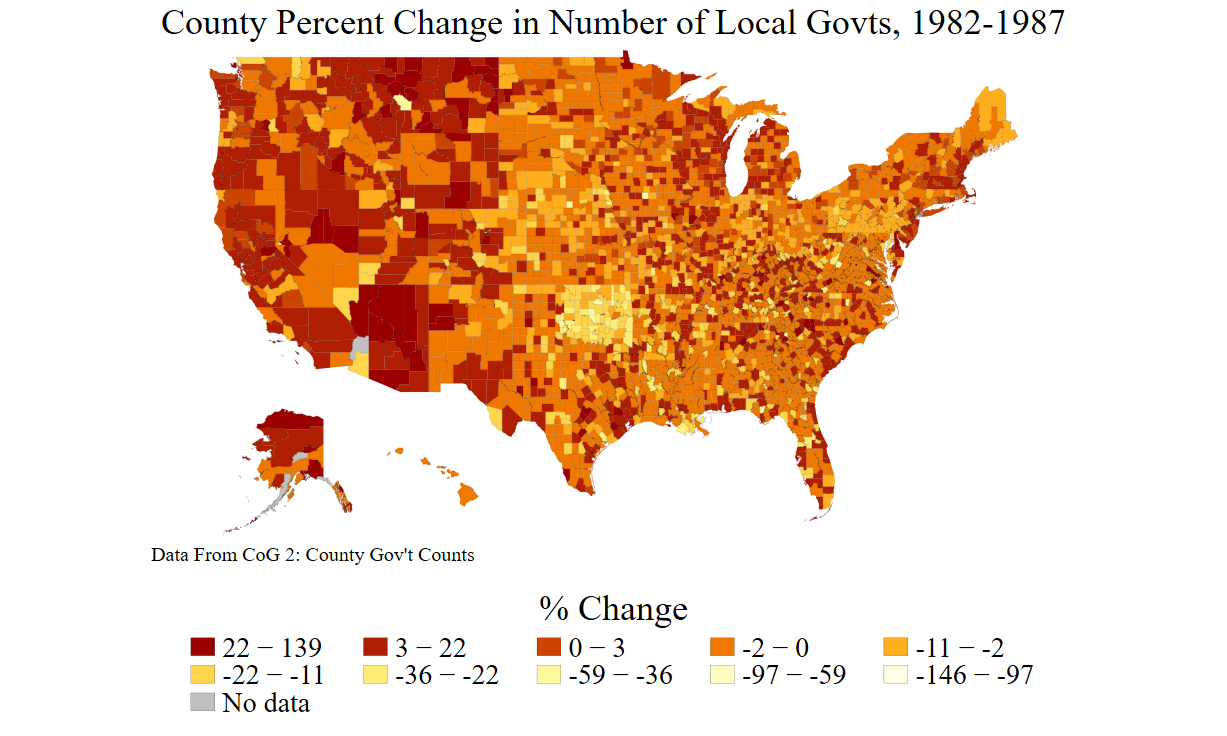 County Percent Change in Number of Local Govts, 1982-1987
Data From CoG 2: County Gov't Counts
% Change
22 − 139 3 − 22 0 − 3 -2 − 0 -11 − -2
-22 − -11 -36 − -22 -59 − -36 -97 − -59 -146 − -97
No data